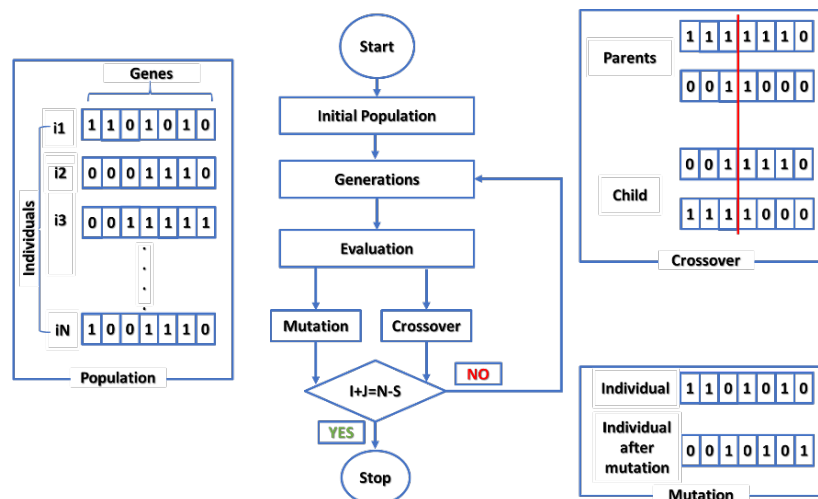 Start
Initial Population
Generations
Evaluation
Mutation
Crossover
I+J=N-S
NO
YES
Stop
Genes
Individuals
i1
1 1 0 1 0 1 0
i2
0 0 0 1 1 1 0
i3
0 0 1 1 1 1 1
iN
1 0 0 1 1 1 0
Population
Parents
1 1 1 1 1 1 0
0 0 1 1 0 0 0
Child
0 0 1 1 1 1 0
1 1 1 1 0 0 0
Crossover
Individual
1 1 0 1 0 1 0
Individual
after
mutation
0 0 1 0 1 0 1
Mutation